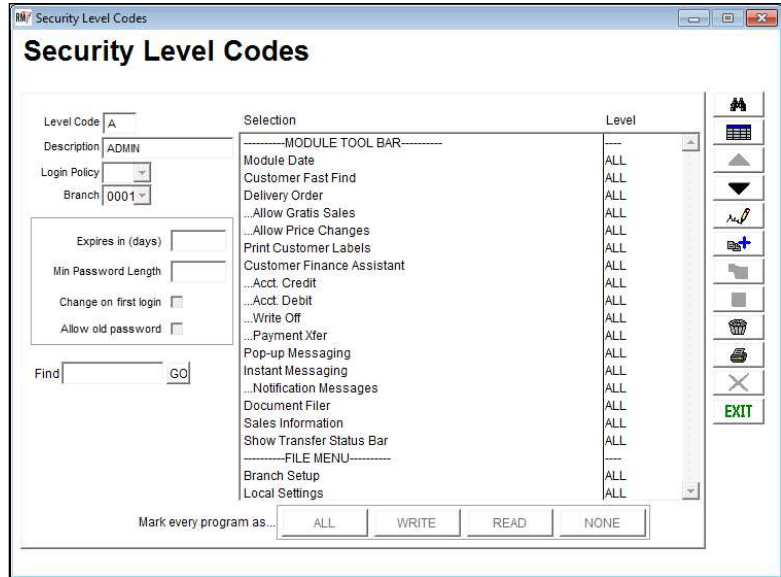 RM/ Security Level Codes
Security Level Codes
Level Code A
Description ADMIN
Login Policy
Branch 0001
Expires in (days)
Min Password Length
Change on first login
Allow old password
Find GO
Selection Level
----------MODULE TOOL BAR---------- ----
Module Date ALL
Customer Fast Find ALL
Delivery Order ALL
...Allow Gratis Sales ALL
...Allow Price Changes ALL
Print Customer Labels ALL
Customer Finance Assistant ALL
...Acct. Credit ALL
...Acct. Debit ALL
...Write Off ALL
...Payment Xfer ALL
Pop-up Messaging ALL
Instant Messaging ALL
...Notification Messages ALL
Document Filer ALL
Sales Information ALL
Show Transfer Status Bar ALL
----------FILE MENU---------- ----
Branch Setup ALL
Local Settings ALL
Mark every program as... ALL WRITE READ NONE
EXIT